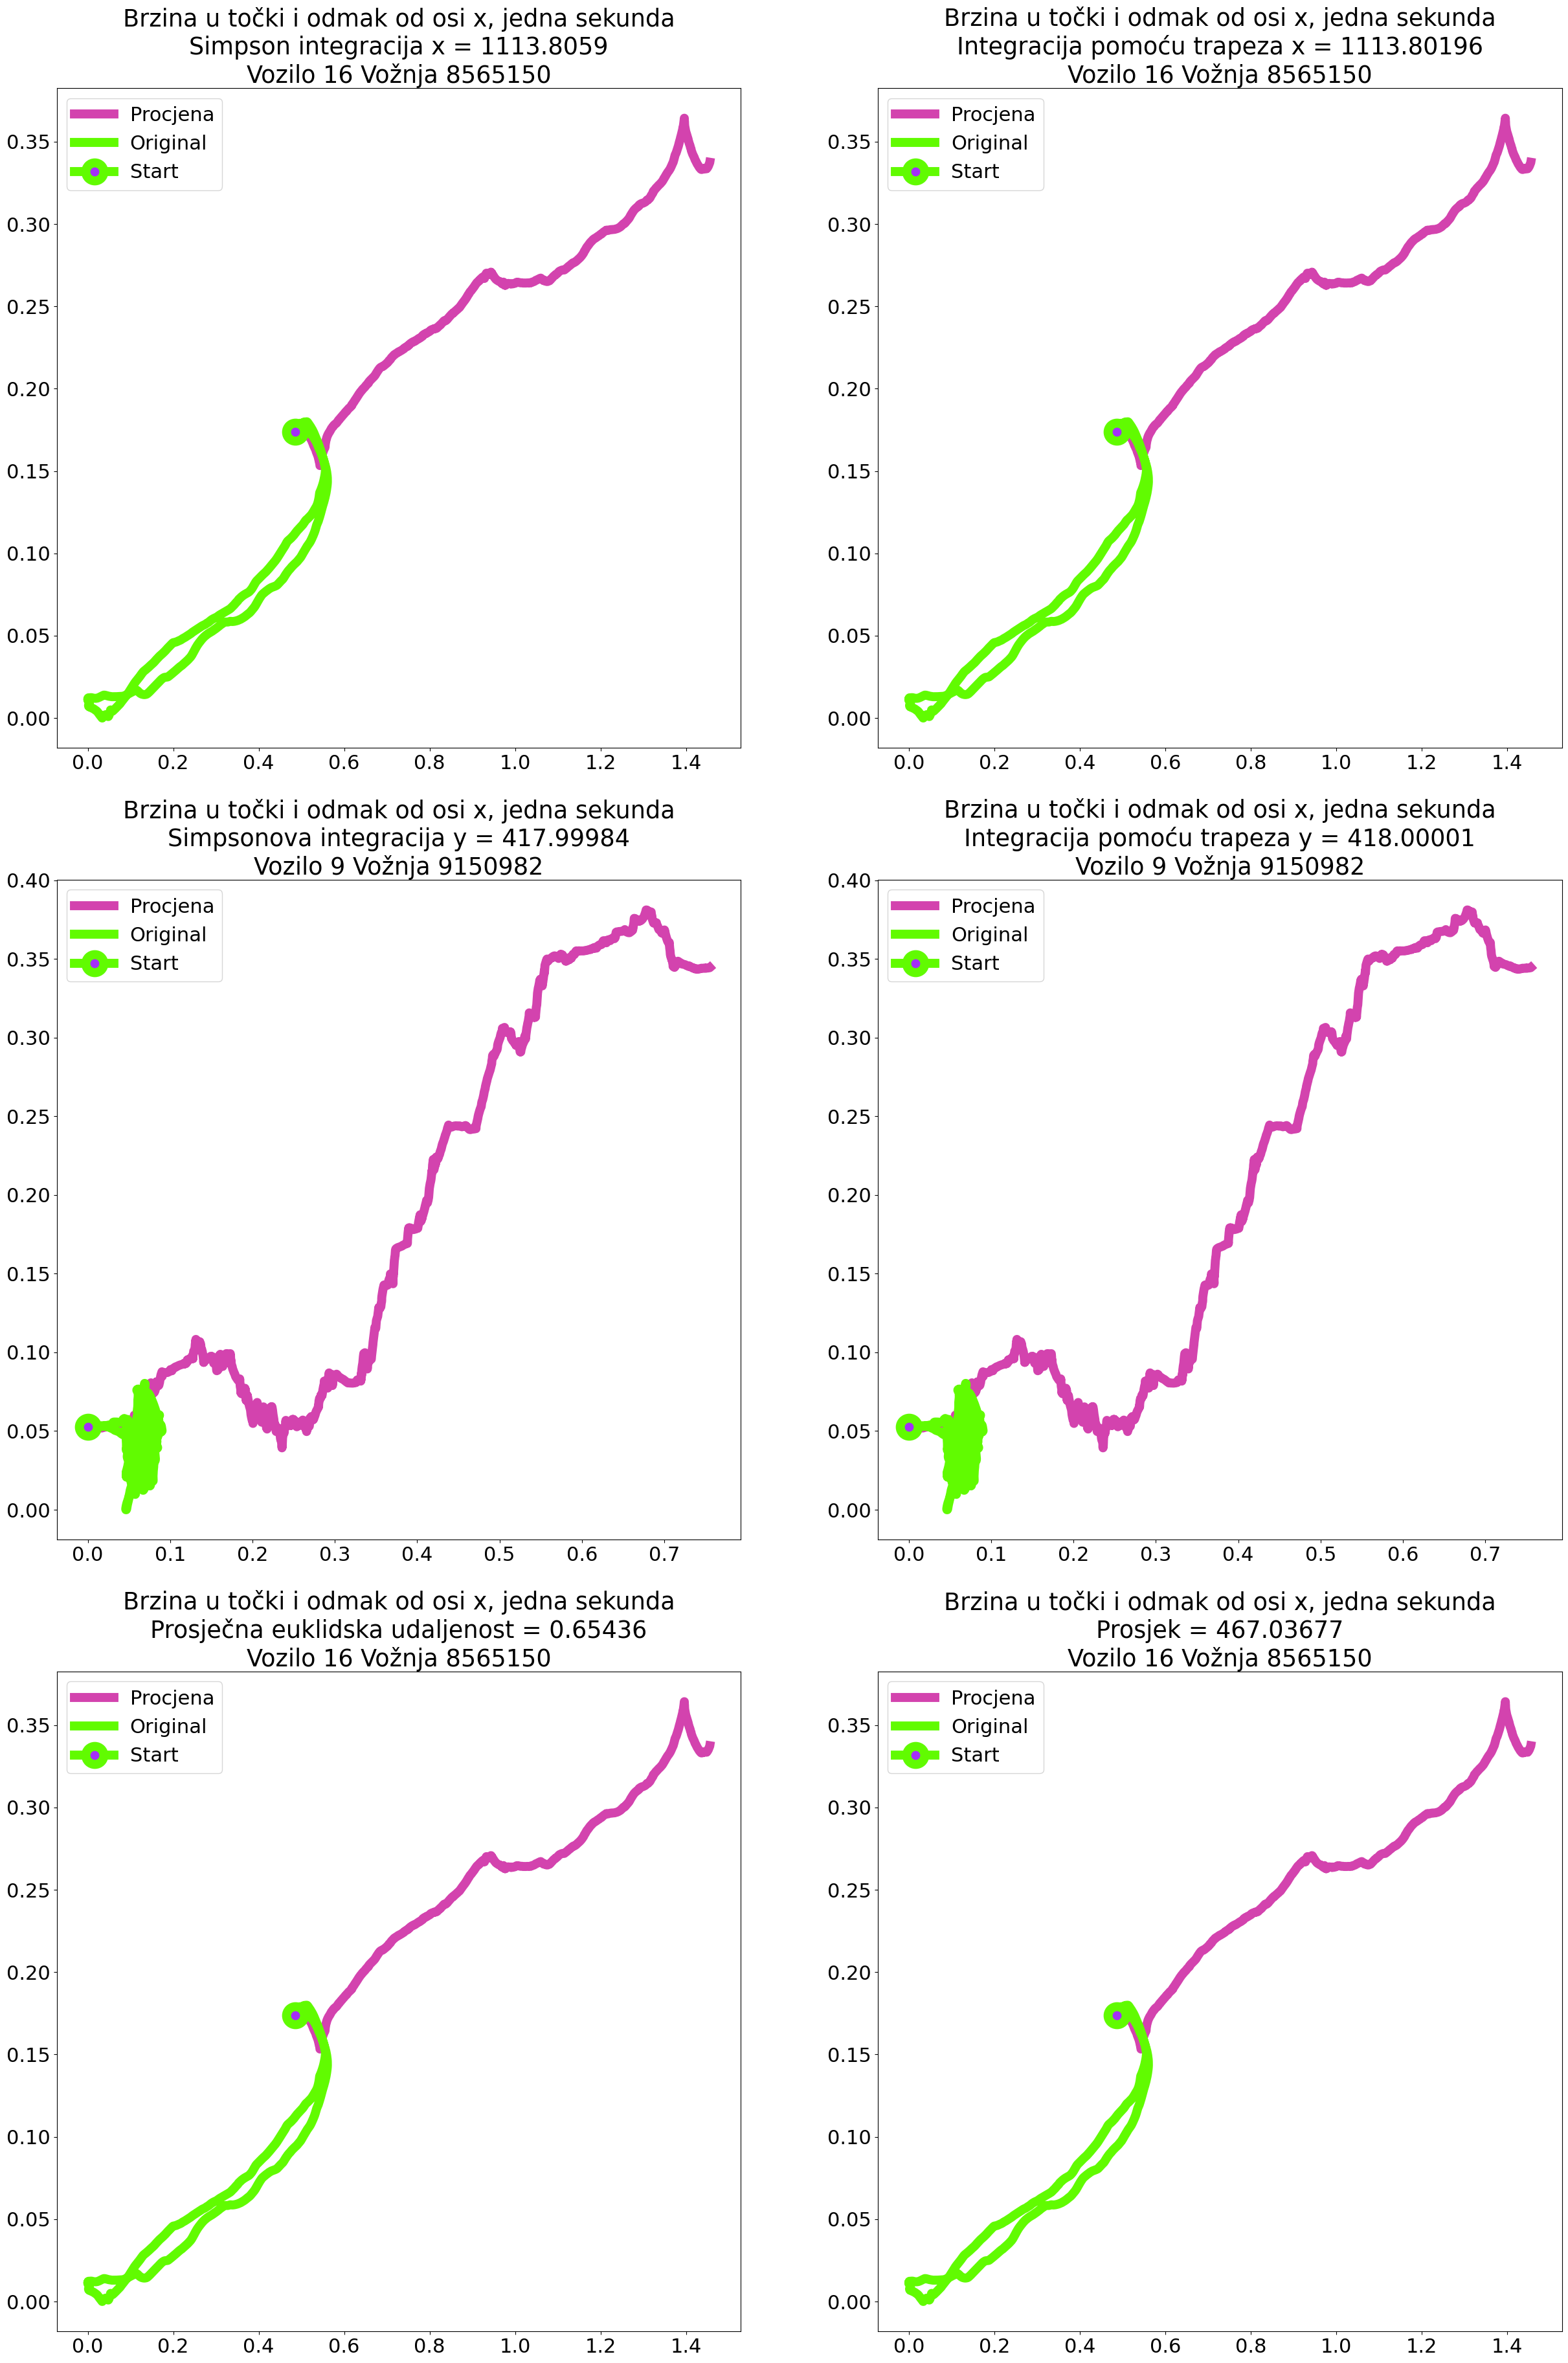 Brzina u točki i odmak od osi x, jedna sekunda
Simpson integracija x = 1113.8059
Vozilo 16 Vožnja 8565150
Procjena
Original
Start
0.35
0.30
0.25
0.20
0.15
0.10
0.05
0.00
0.0 0.2 0.4 0.6 0.8 1.0 1.2 1.4
Brzina u točki i odmak od osi x, jedna sekunda
Integracija pomoću trapeza x = 1113.80196
Vozilo 16 Vožnja 8565150
Procjena
Original
Start
0.35
0.30
0.25
0.20
0.15
0.10
0.05
0.00
0.0 0.2 0.4 0.6 0.8 1.0 1.2 1.4
Brzina u točki i odmak od osi x, jedna sekunda
Simpsonova integracija y = 417.99984
Vozilo 9 Vožnja 9150982
Procjena
Original
Start
0.40
0.35
0.30
0.25
0.20
0.15
0.10
0.05
0.00
0.0 0.1 0.2 0.3 0.4 0.5 0.6 0.7
Brzina u točki i odmak od osi x, jedna sekunda
Integracija pomoću trapeza y = 418.00001
Vozilo 9 Vožnja 9150982
Procjena
Original
Start
0.40
0.35
0.30
0.25
0.20
0.15
0.10
0.05
0.00
0.0 0.1 0.2 0.3 0.4 0.5 0.6 0.7
Brzina u točki i odmak od osi x, jedna sekunda
Prosječna euklidska udaljenost = 0.65436
Vozilo 16 Vožnja 8565150
Procjena
Original
Start
0.35
0.30
0.25
0.20
0.15
0.10
0.05
0.00
0.0 0.2 0.4 0.6 0.8 1.0 1.2 1.4
Brzina u točki i odmak od osi x, jedna sekunda
Prosjek = 467.03677
Vozilo 16 Vožnja 8565150
Procjena
Original
Start
0.35
0.30
0.25
0.20
0.15
0.10
0.05
0.00
0.0 0.2 0.4 0.6 0.8 1.0 1.2 1.4